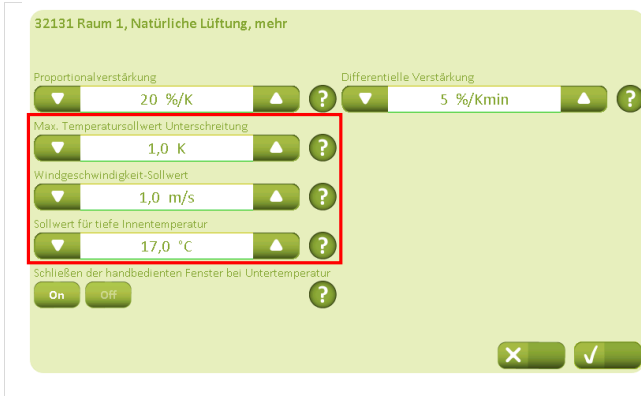 32131 Raum 1, Natürliche Lüftung, mehr
Proportionalverstärkung
Differentielle Verstärkung
20 %/K
?
5 %/Kmin
?
Max. Temperatursollwert Unterschreitung
1,0 K
?
Windgeschwindigkeit-Sollwert
1,0 m/s
?
Sollwert für tiefe Innentemperatur
17,0 °C
?
Schließen der handbedienten Fenster bei Untertemperatur
On
Off
?